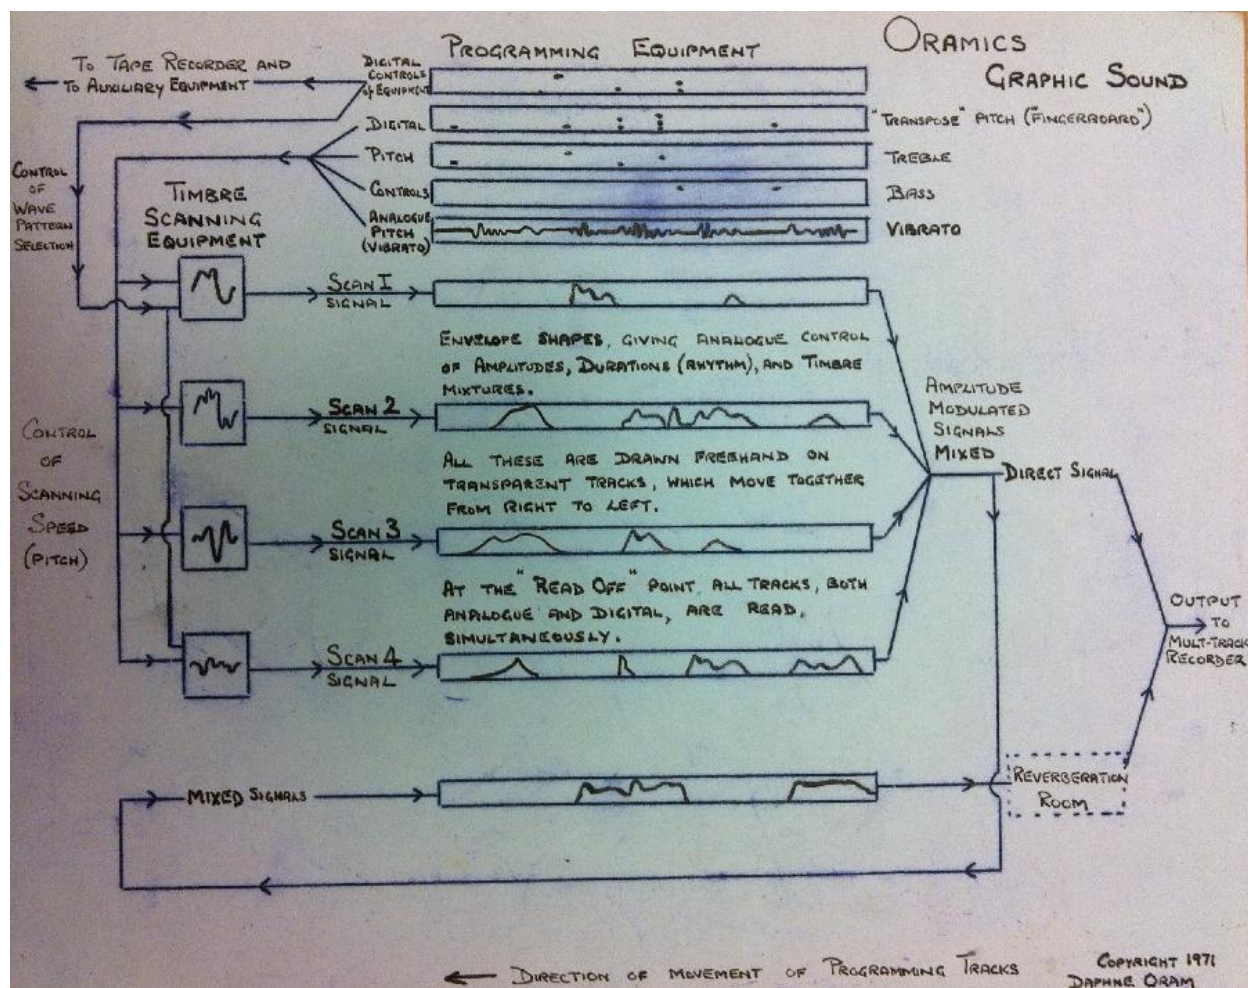 ORAMICS
GRAPHIC SOUND
PROGRAMMING EQUIPMENT
TO TAPE RECORDER AND
TO AUXILIARY EQUIPMENT
DIGITAL
CONTROLS
of EQUIPMENT
DIGITAL
PITCH
CONTROLS
ANALOGUE
PITCH
(VIBRATO)
"TRANSPOSE" PITCH ("FINGERBOARD")
TREBLE
BASS
VIBRATO
CONTROL
OF
WAVE
PATTERN
SELECTION
TIMBRE
SCANNING
EQUIPMENT
SCAN I
SIGNAL
ENVELOPE SHAPES, GIVING ANALOGUE CONTROL
OF AMPLITUDES, DURATIONS (RHYTHM), AND TIMBRE
MIXTURES.
SCAN 2
SIGNAL
ALL THESE ARE DRAWN FREEHAND ON
TRANSPARENT TRACKS, WHICH MOVE TOGETHER
FROM RIGHT TO LEFT.
SCAN 3
SIGNAL
AT THE "READ OFF" POINT, ALL TRACKS, BOTH
ANALOGUE AND DIGITAL, ARE READ,
SIMULTANEOUSLY.
SCAN 4
SIGNAL
CONTROL
OF
SCANNING
SPEED
(PITCH)
AMPLITUDE
MODULATED
SIGNALS
MIXED
DIRECT SIGNAL
OUTPUT
TO
MULT-TRACK
RECORDER
MIXED SIGNALS
REVERBERATION
ROOM
DIRECTION OF MOVEMENT OF PROGRAMMING TRACKS
COPYRIGHT 1971
DAPHNE ORAM